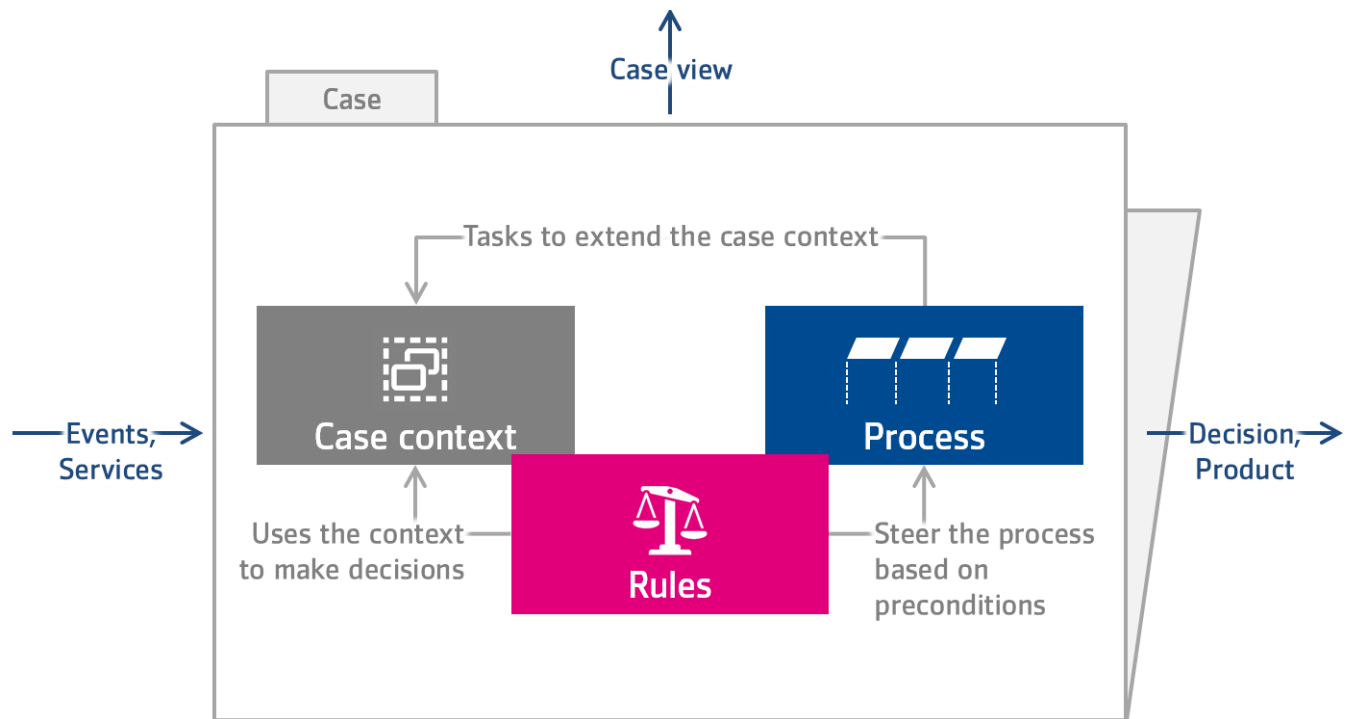 Case view
Case
Tasks to extend the case context
Case context
Process
Events,
Services
Decision,
Product
Uses the context
to make decisions
Rules
Steer the process
based on
preconditions